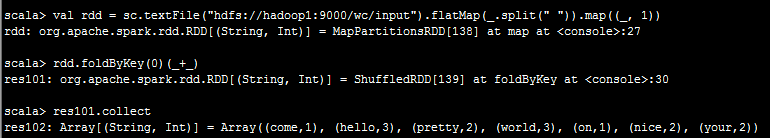 scala> val rdd = sc.textFile("hdfs://hadoop1:9000/wc/input").flatMap(_.split(" ")).map((_, 1))
rdd: org.apache.spark.rdd.RDD[(String, Int)] = MapPartitionsRDD[138] at map at <console>:27
scala> rdd.foldByKey(0)(_+_)
res101: org.apache.spark.rdd.RDD[(String, Int)] = ShuffledRDD[139] at foldByKey at <console>:30
scala> res101.collect
res102: Array[(String, Int)] = Array((come,1), (hello,3), (pretty,2), (world,3), (on,1), (nice,2), (your,2))